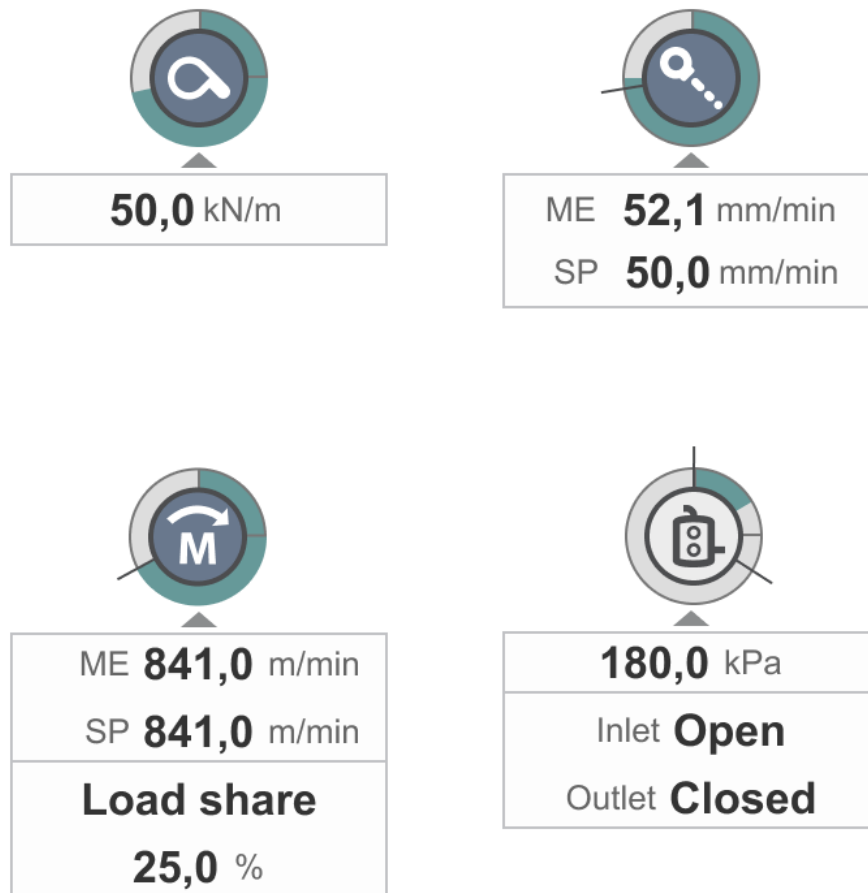 50,0 kN/m
ME 52,1 mm/min
SP 50,0 mm/min
M
ME 841,0 m/min
SP 841,0 m/min
Load share
25,0 %
180,0 kPa
Inlet Open
Outlet Closed